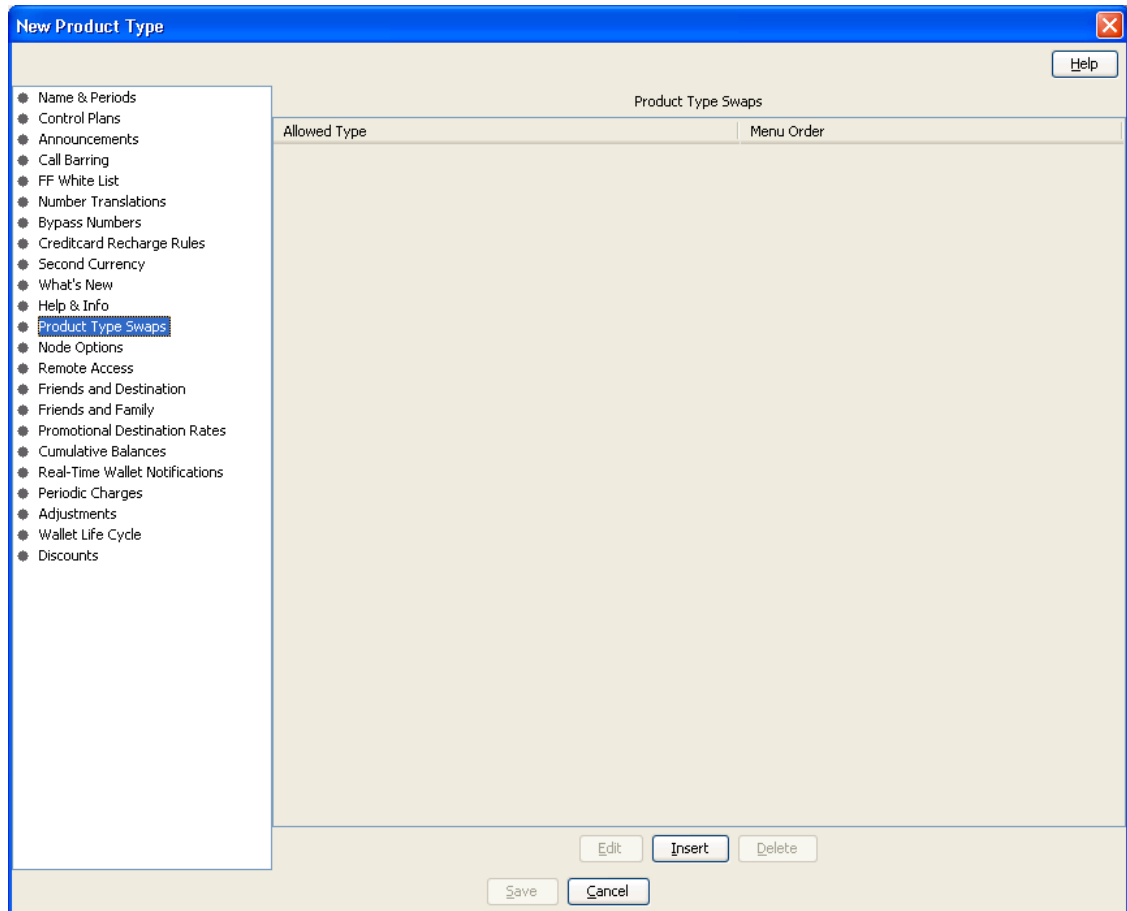 New Product Type
Help
Name & Periods
Control Plans
Announcements
Call Barring
FF White List
Number Translations
Bypass Numbers
Creditcard Recharge Rules
Second Currency
What's New
Help & Info
Product Type Swaps
Node Options
Remote Access
Friends and Destination
Friends and Family
Promotional Destination Rates
Cumulative Balances
Real-Time Wallet Notifications
Periodic Charges
Adjustments
Wallet Life Cycle
Discounts
Product Type Swaps
Allowed Type Menu Order
Edit Insert Delete
Save Cancel